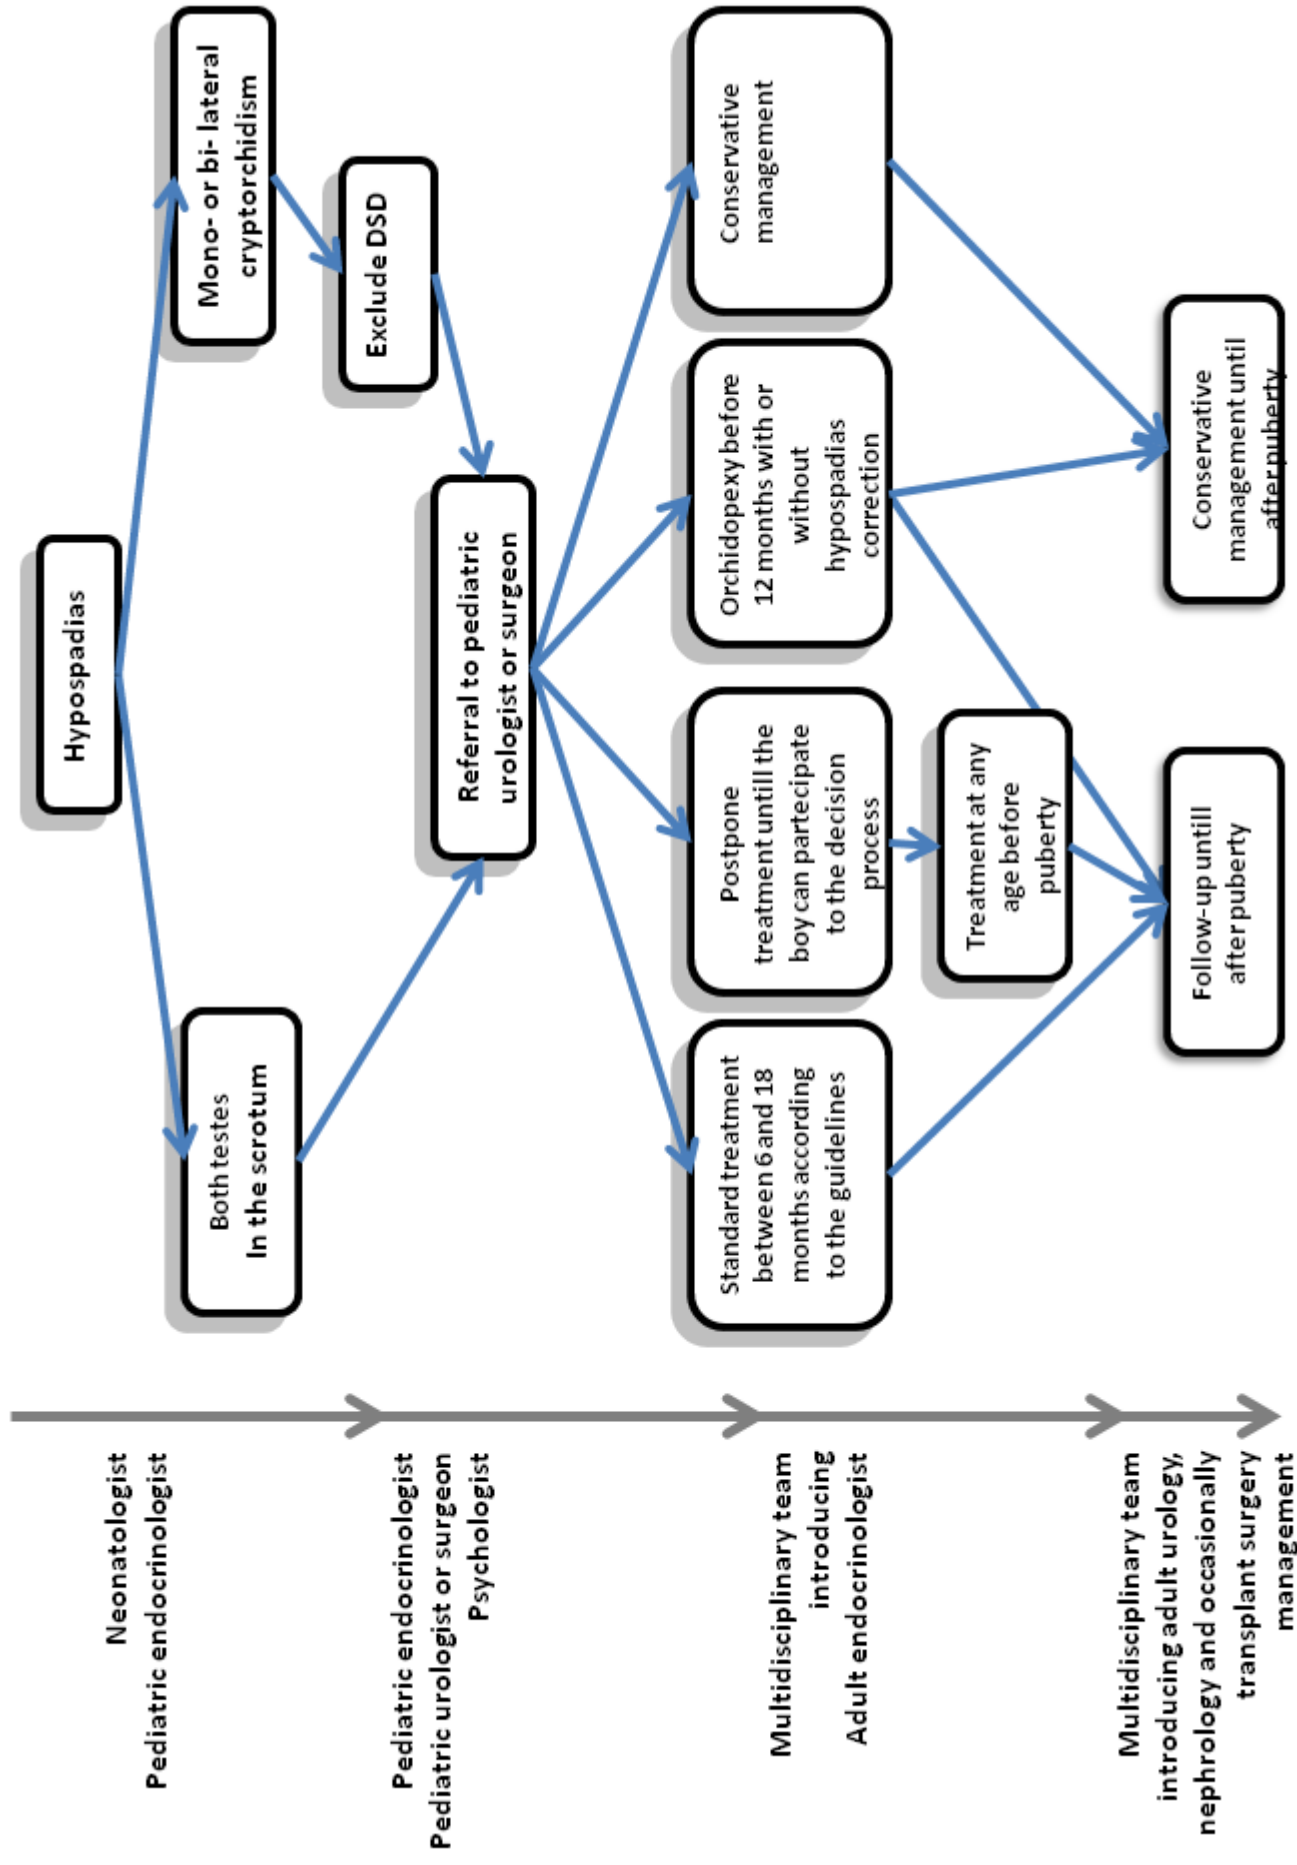 Neonatologist
Pediatric endocrinologist
Pediatric endocrinologist
Pediatric urologist or surgeon
Psychologist
Multidisciplinary team
introducing
Adult endocrinologist
Multidisciplinary team
introducing adult urology,
nephrology and occasionally
transplant surgery
management
Hypospadias
Both testes
In the scrotum
Mono- or bi- lateral
cryptorchidism
Exclude DSD
Referral to pediatric
urologist or surgeon
Standard treatment
between 6 and 18
months according
to the guidelines
Postpone
treatment untill the
boy can partecipate
to the decision
process
Orchidopexy before
12 months with or
without
hypospadias
correction
Conservative
management
Treatment at any
age before
puberty
Follow-up untill
after puberty
Conservative
management until
after puberty